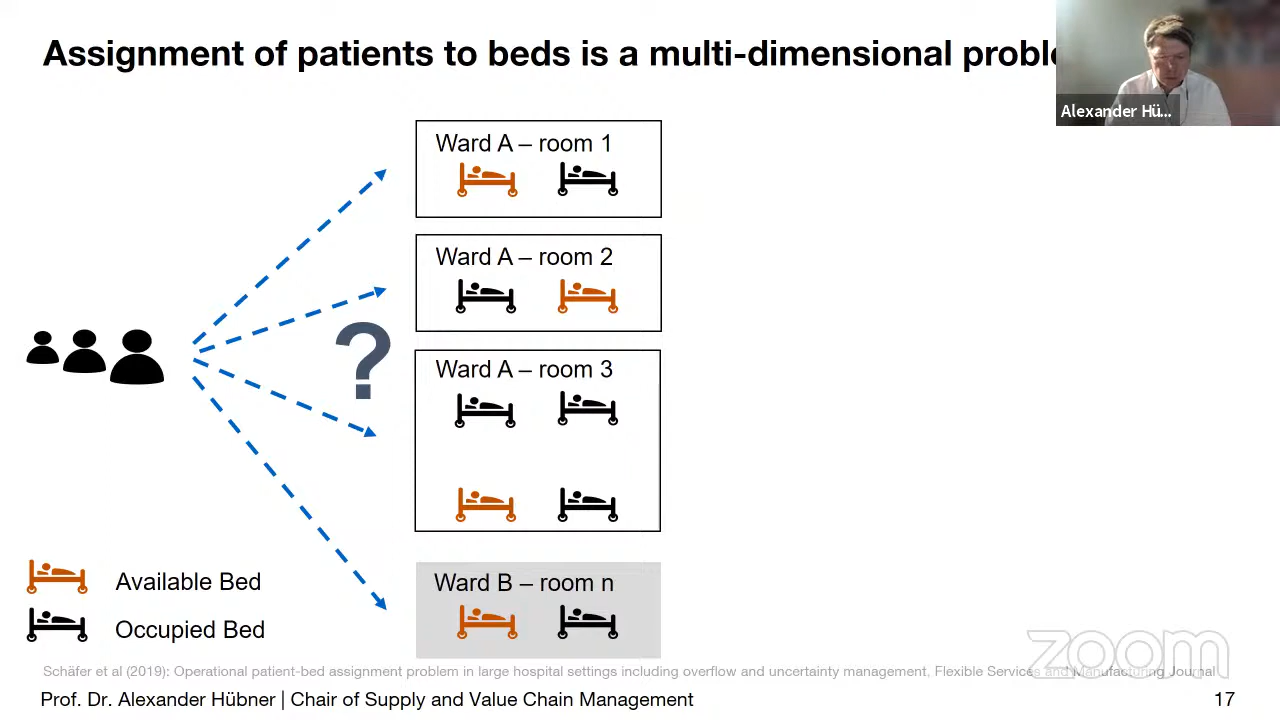 Assignment of patients to beds is a multi-dimensional
Alexander Hü...
Ward A – room 1
Ward A – room 2
?
Ward A – room 3
Available Bed
Ward B – room n
Occupied Bed
zoom
Schäfer et al (2019): Operational patient-bed assignment problem in large hospital settings including overflow and uncertainty management, Flexible Services and Manufacturing Journal
Prof. Dr. Alexander Hübner | Chair of Supply and Value Chain Management
17